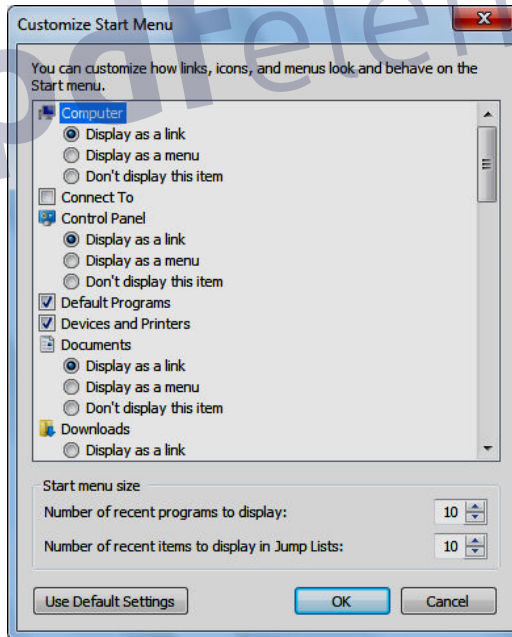 Customize Start Menu
You can customize how links, icons, and menus look and behave on the
Start menu.
Computer
Display as a link
Display as a menu
Don't display this item
Connect To
Control Panel
Display as a link
Display as a menu
Don't display this item
Default Programs
Devices and Printers
Documents
Display as a link
Display as a menu
Don't display this item
Downloads
Display as a link
Start menu size
Number of recent programs to display: 10
Number of recent items to display in Jump Lists: 10
Use Default Settings OK Cancel